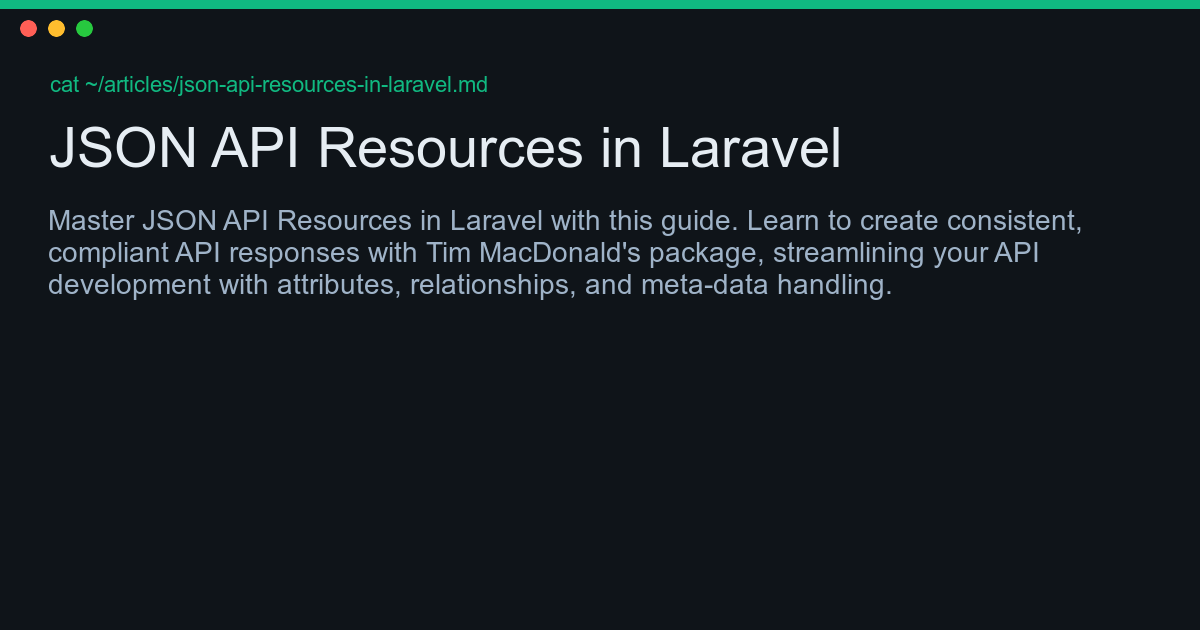 cat ~/articles/json-api-resources-in-laravel.md
JSON API Resources in Laravel
Master JSON API Resources in Laravel with this guide. Learn to create consistent,
compliant API responses with Tim MacDonald's package, streamlining your API
development with attributes, relationships, and meta-data handling.